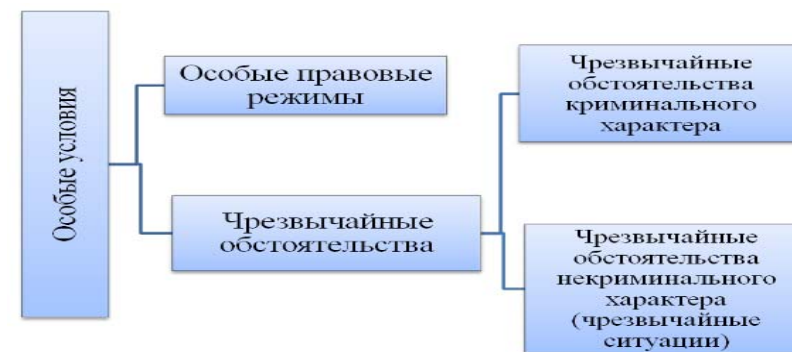 Особые условия
Особые правовые
режимы
Чрезвычайные
обстоятельства
Чрезвычайные
обстоятельства
криминального
характера
Чрезвычайные
обстоятельства
некриминального
характера
(чрезвычайные
ситуации)